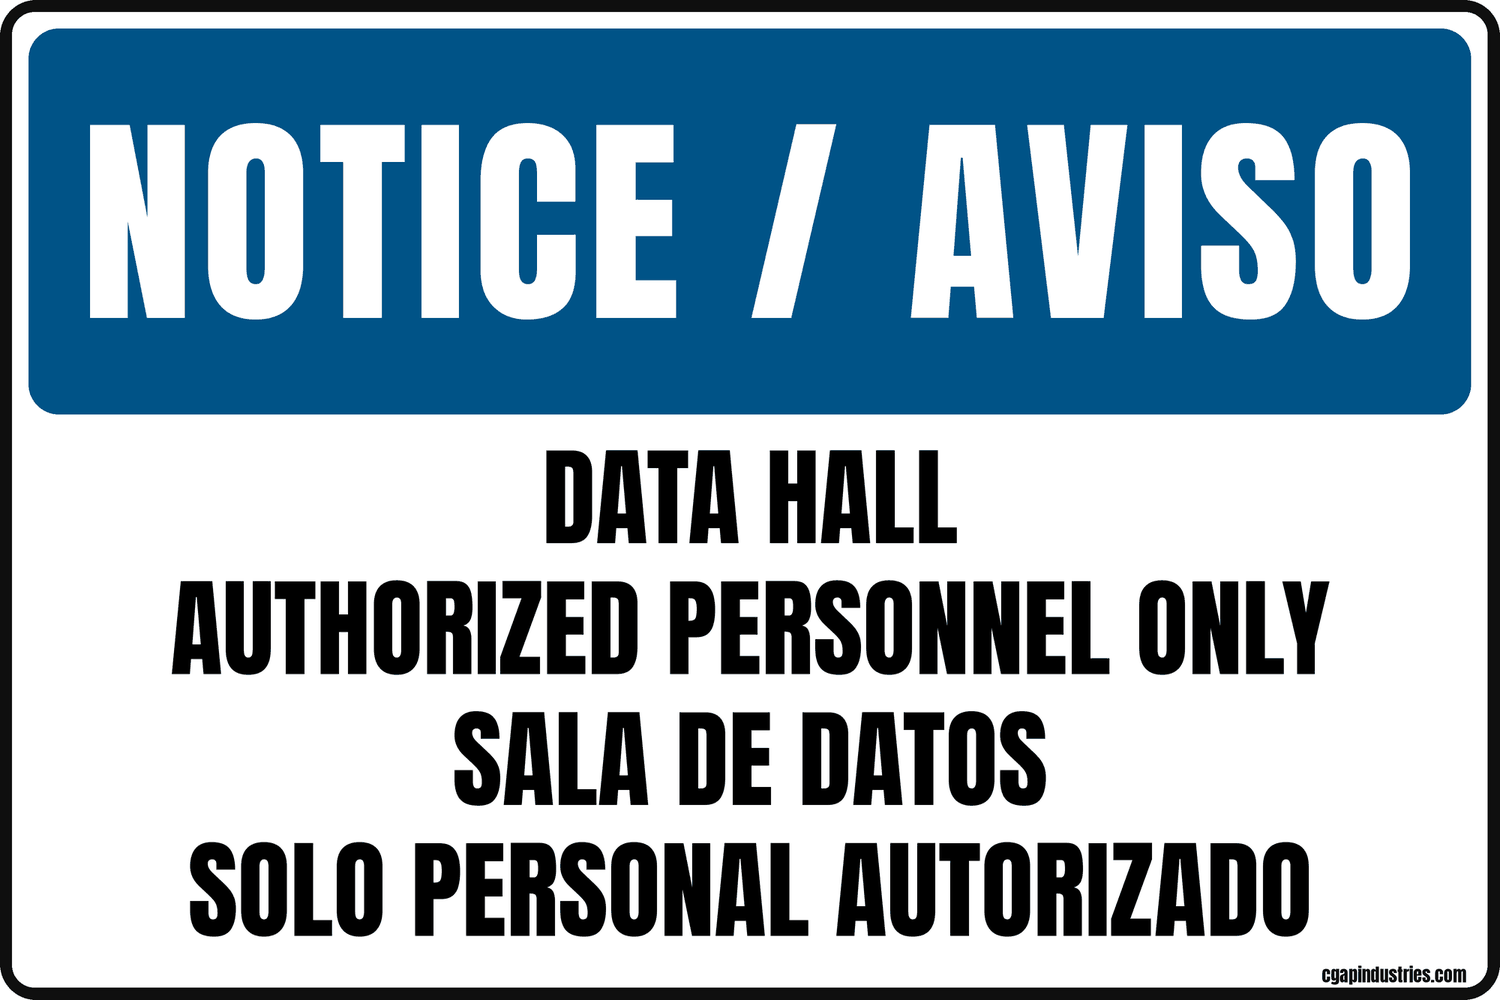 NOTICE / AVISO
DATA HALL
AUTHORIZED PERSONNEL ONLY
SALA DE DATOS
SOLO PERSONAL AUTORIZADO
cgapindustries.com